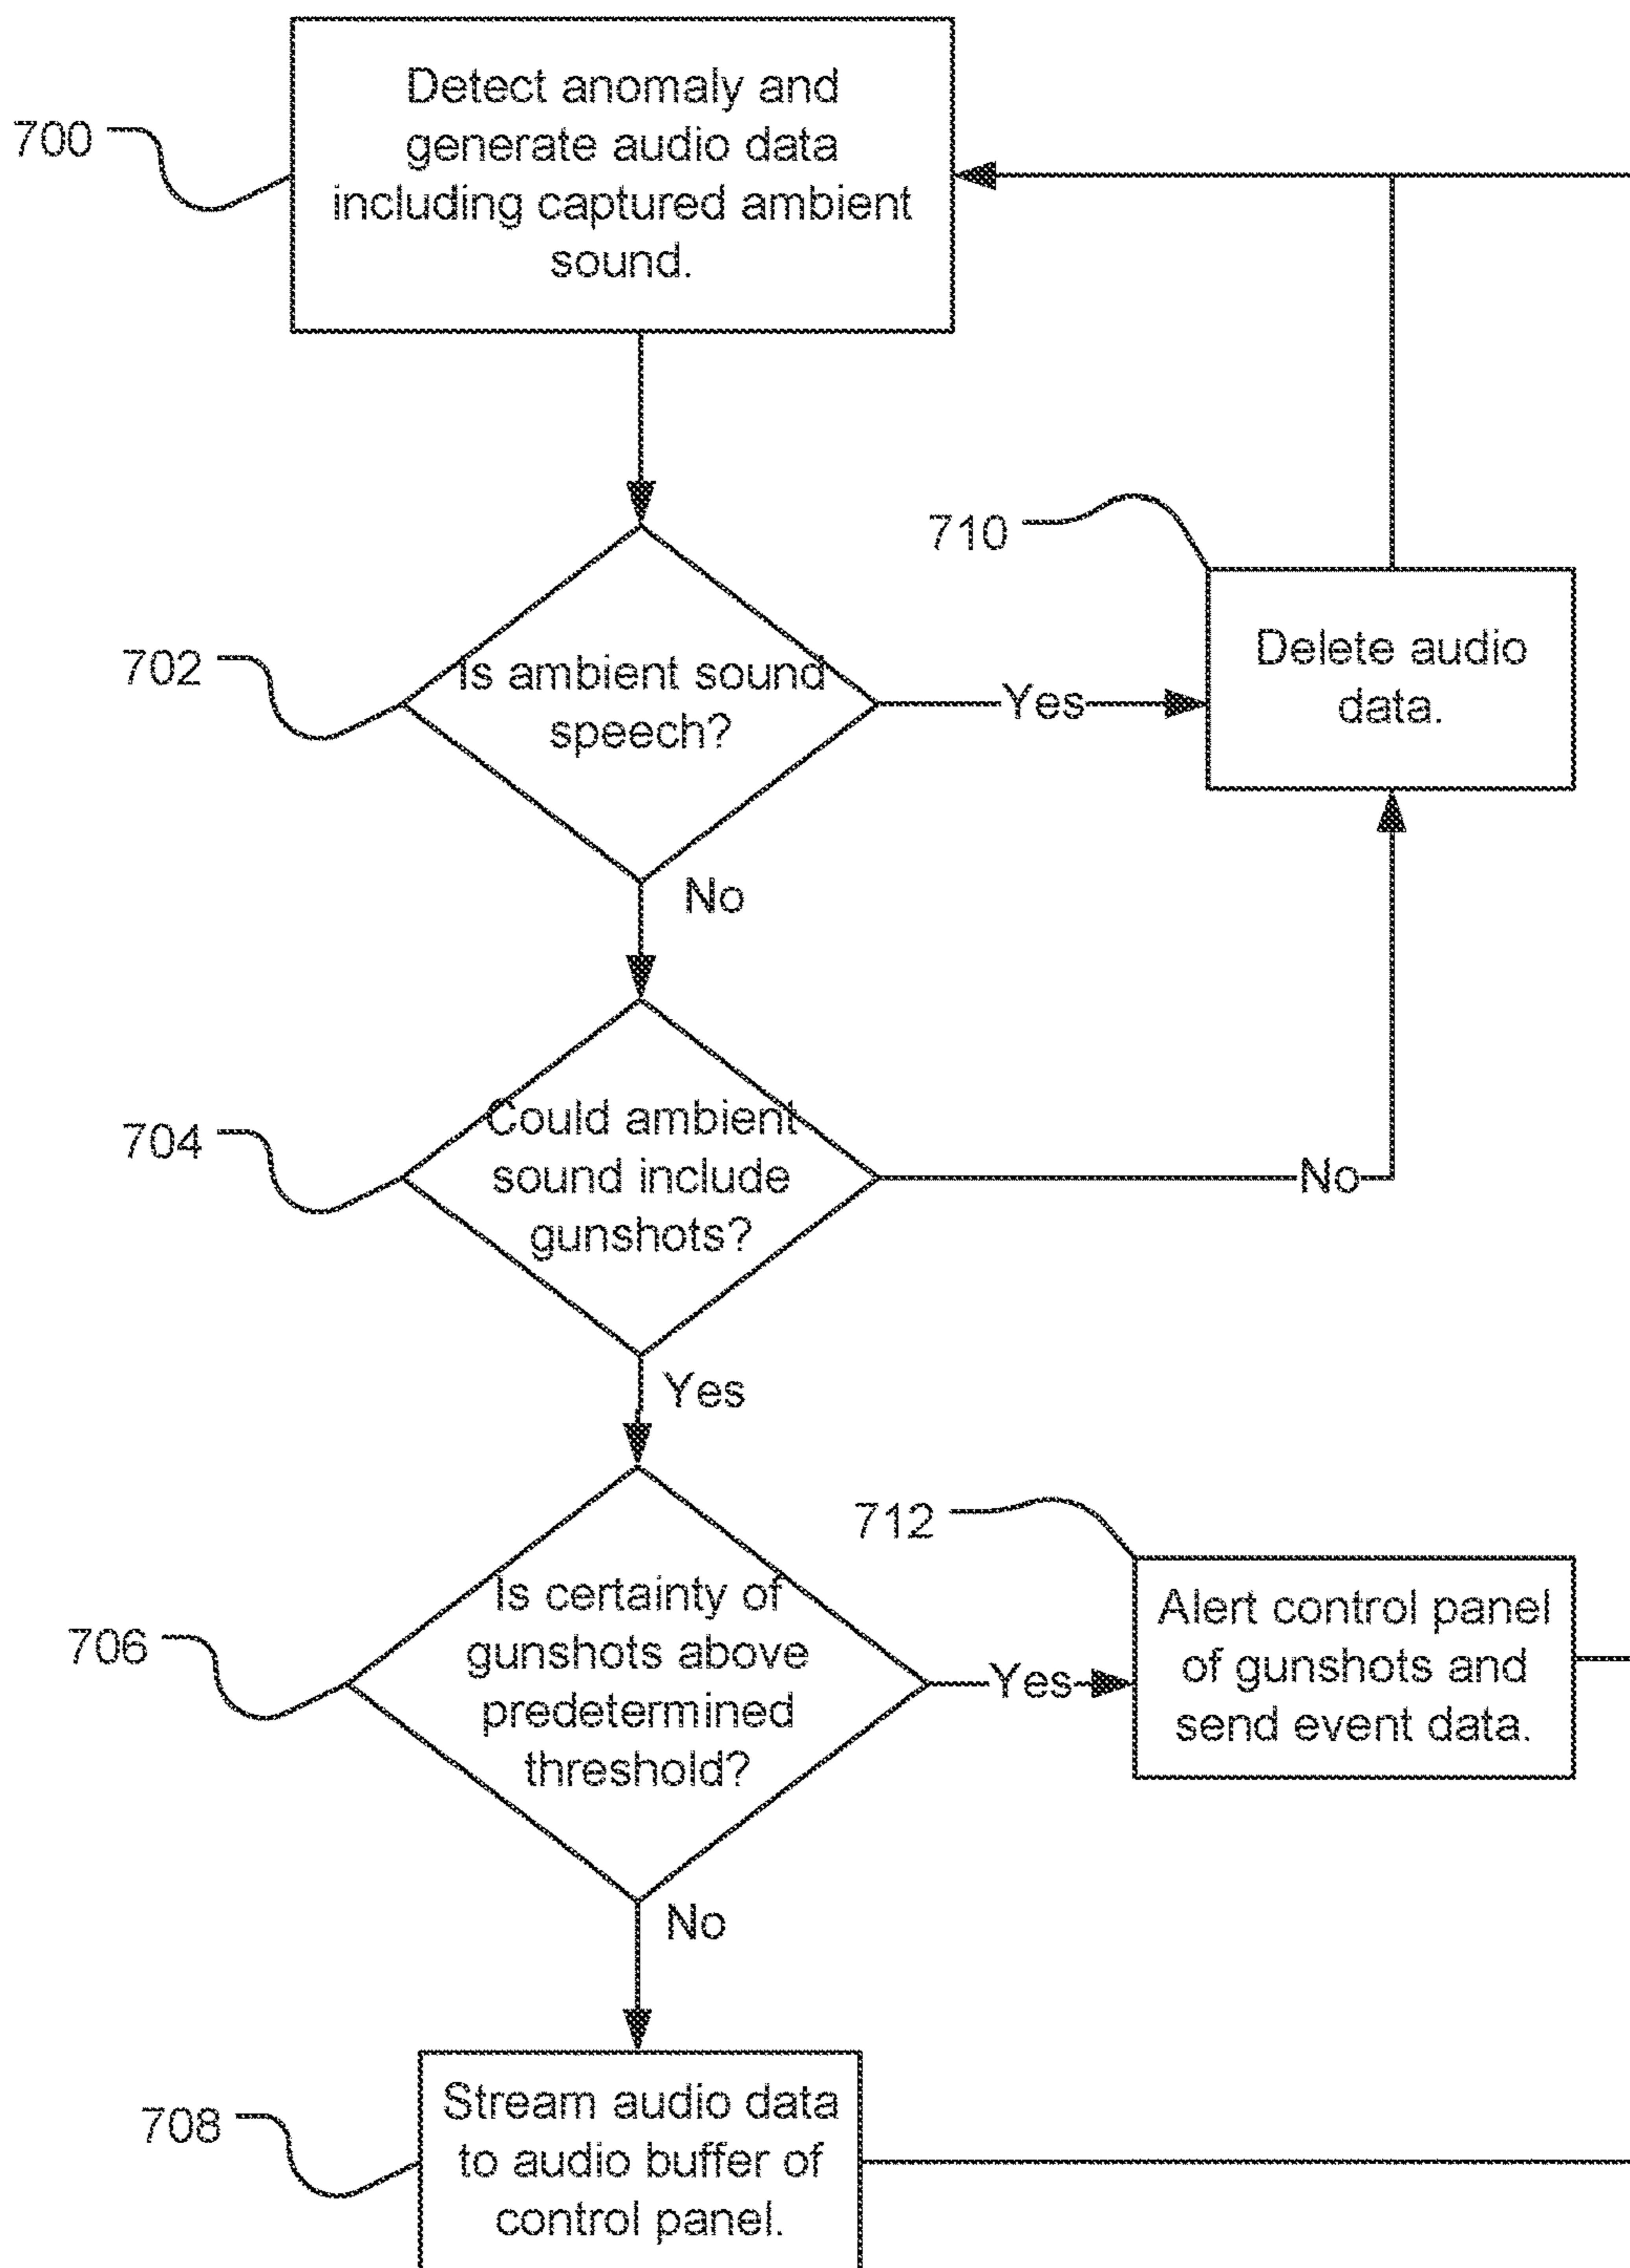 700
Detect anomaly and
generate audio data
including captured ambient
sound.
702
Is ambient sound
speech?
Yes
710
Delete audio
data.
No
704
Could ambient
sound include
gunshots?
No
Yes
706
Is certainty of
gunshots above
predetermined
threshold?
Yes
712
Alert control panel
of gunshots and
send event data.
No
708
Stream audio data
to audio buffer of
control panel.